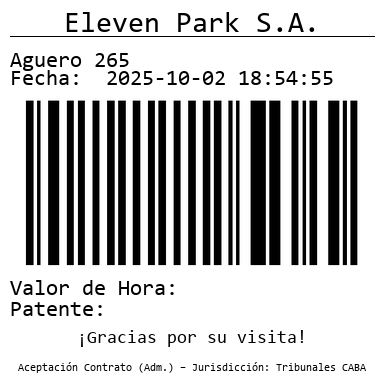 Eleven Park S.A.
Aguero 265
Fecha:  2025-10-02 18:54:55
Valor de Hora:
Patente:
¡Gracias por su visita!
Aceptación Contrato (Adm.) – Jurisdicción: Tribunales CABA